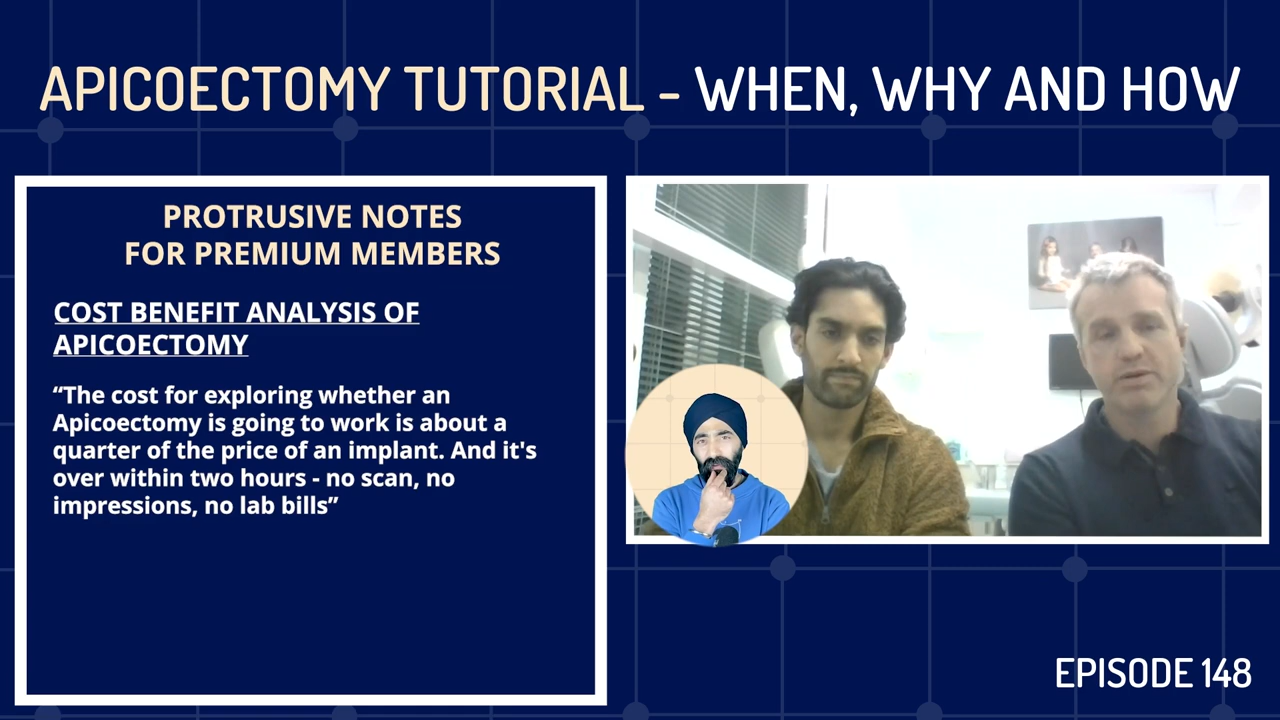 APICOECTOMY TUTORIAL - WHEN, WHY AND HOW
PROTRUSIVE NOTES
FOR PREMIUM MEMBERS
COST BENEFIT ANALYSIS OF
APICOECTOMY
“The cost for exploring whether an
Apicoectomy is going to work is about a
quarter of the price of an implant. And it's
over within two hours - no scan, no
impressions, no lab bills”
EPISODE 148